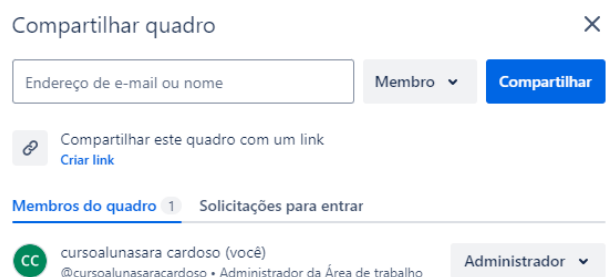 Compartilhar quadro
Endereço de e-mail ou nome
Membro
Compartilhar
Compartilhar este quadro com um link
Criar link
Membros do quadro 1
Solicitações para entrar
CC
cursoalunasara cardoso (você)
@cursoalunasaracardoso • Administrador da Área de trabalho
Administrador